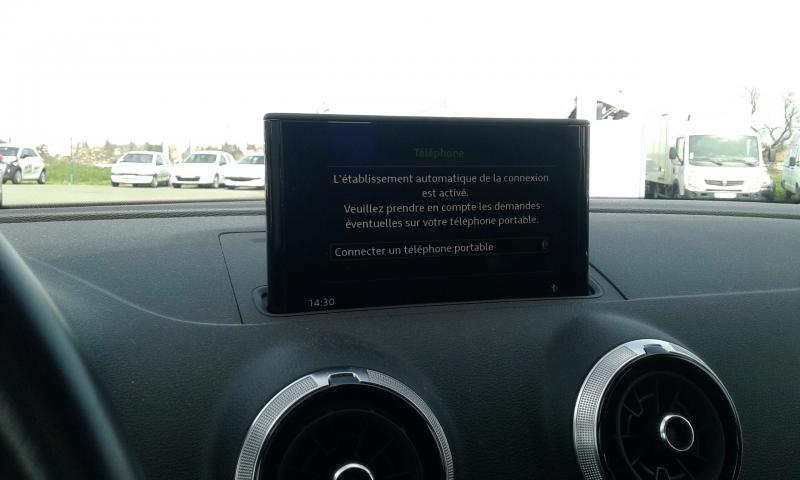 Téléphone
L'établissement automatique de la connexion
est activé.
Veuillez prendre en compte les demandes
éventuelles sur votre téléphone portable.
Connecter un téléphone portable
14:30